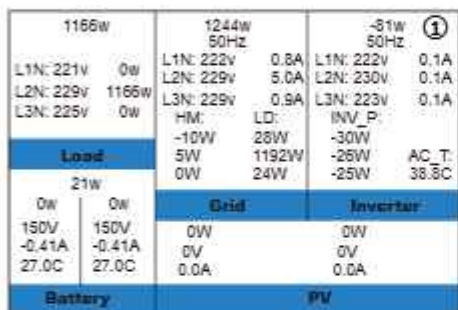 1166w
L1N: 221v 0w
L2N: 229v 1166w
L3N: 225v 0w
Load
1244w
50Hz
L1N: 222v 0.8A
L2N: 229v 5.0A
L3N: 229v 0.9A
HM: LD:
-10W 28W
5W 1192W
0W 24W
Grid
-81w ①
50Hz
L1N: 222v 0.1A
L2N: 230v 0.1A
L3N: 223v 0.1A
INV_P:
-30W
-26W AC_T:
-25W 38.8C
Inverter
21w
0w 0w
150V 150V
-0.41A -0.41A
27.0C 27.0C
Battery
0W 0W
0V 0V
0.0A 0.0A
PV